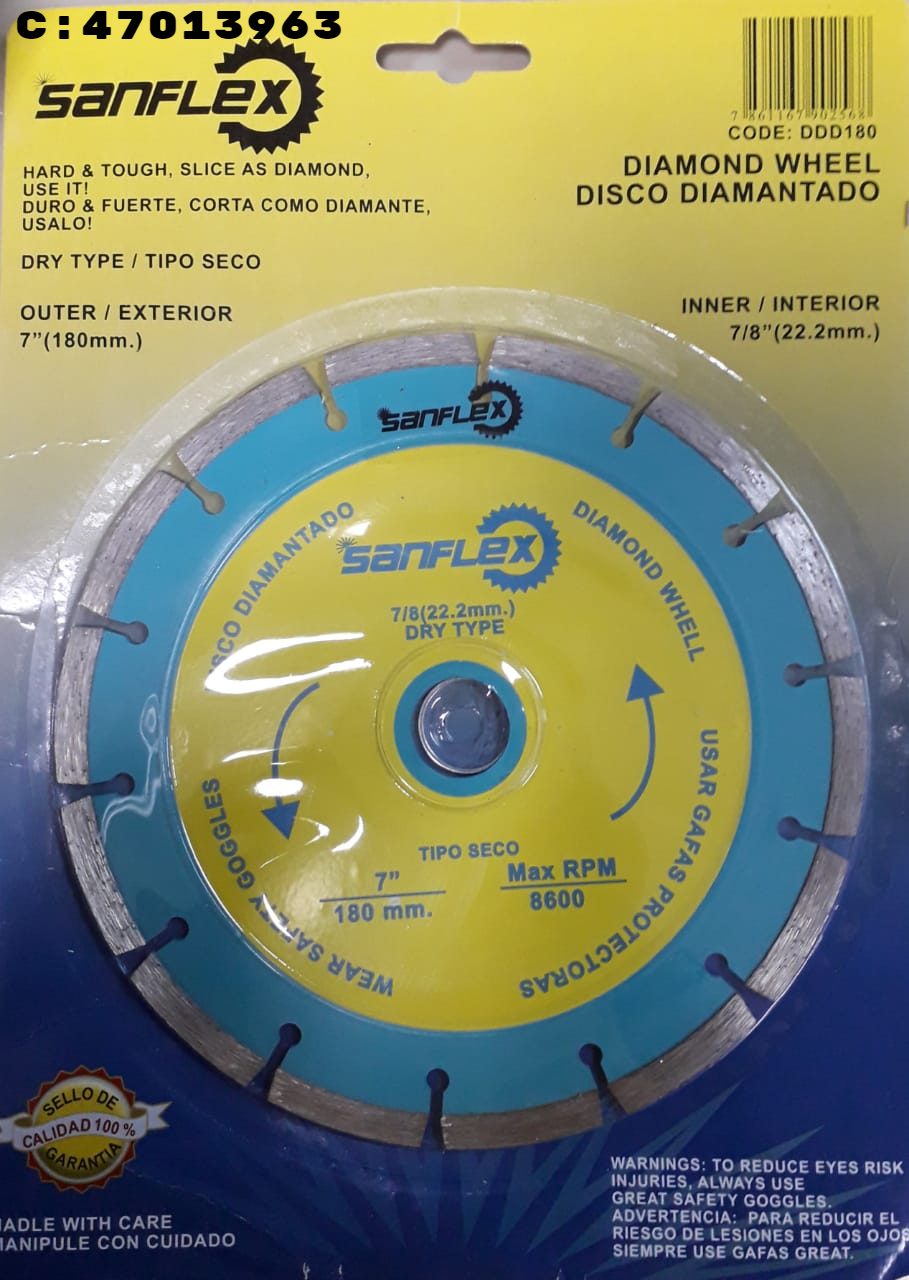 C:47013963
SANFLEX
7 861167 902568
CODE: DDD180
DIAMOND WHEEL
DISCO DIAMANTADO
HARD & TOUGH, SLICE AS DIAMOND,
USE IT!
DURO & FUERTE, CORTA COMO DIAMANTE,
USALO!
DRY TYPE / TIPO SECO
OUTER / EXTERIOR
7"(180mm.)
INNER / INTERIOR
7/8"(22.2mm.)
SANFLEX
DISCO DIAMANTADO
SANFLEX
DIAMOND WHELL
7/8(22.2mm.)
DRY TYPE
WEAR SAFETY GOGGLES
USAR GAFAS PROTECTORAS
TIPO SECO
7"
180 mm.
Max RPM
8600
SELLO DE
CALIDAD 100 %
GARANTIA
ADLE WITH CARE
ANIPULE CON CUIDADO
WARNINGS: TO REDUCE EYES RISK
INJURIES, ALWAYS USE
GREAT SAFETY GOGGLES.
ADVERTENCIA: PARA REDUCIR EL
RIESGO DE LESIONES EN LOS OJOS
SIEMPRE USE GAFAS GREAT.